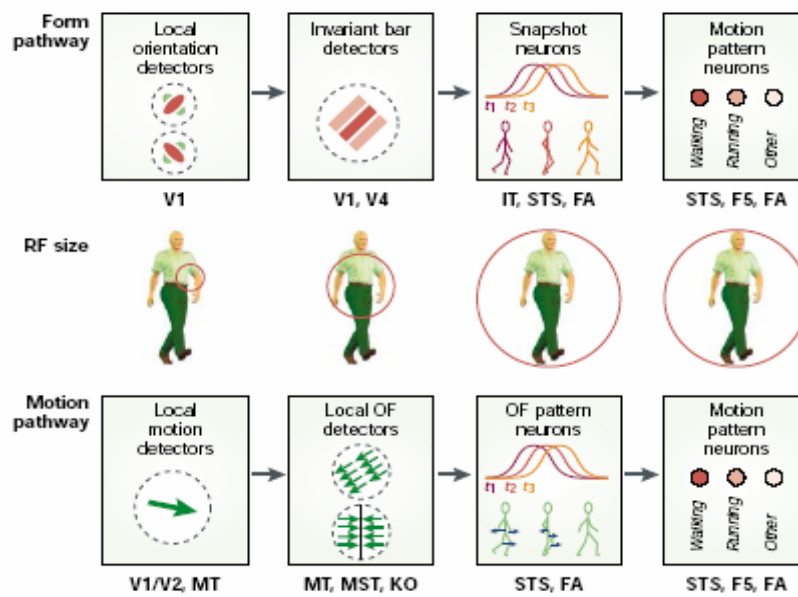 Form pathway
Local orientation detectors
Invariant bar detectors
Snapshot neurons
Motion pattern neurons
t1 t2 t3
Walking
Running
Other
V1
V1, V4
IT, STS, FA
STS, F5, FA
RF size
Motion pathway
Local motion detectors
Local OF detectors
OF pattern neurons
Motion pattern neurons
t1 t2 t3
Walking
Running
Other
V1/V2, MT
MT, MST, KO
STS, FA
STS, F5, FA